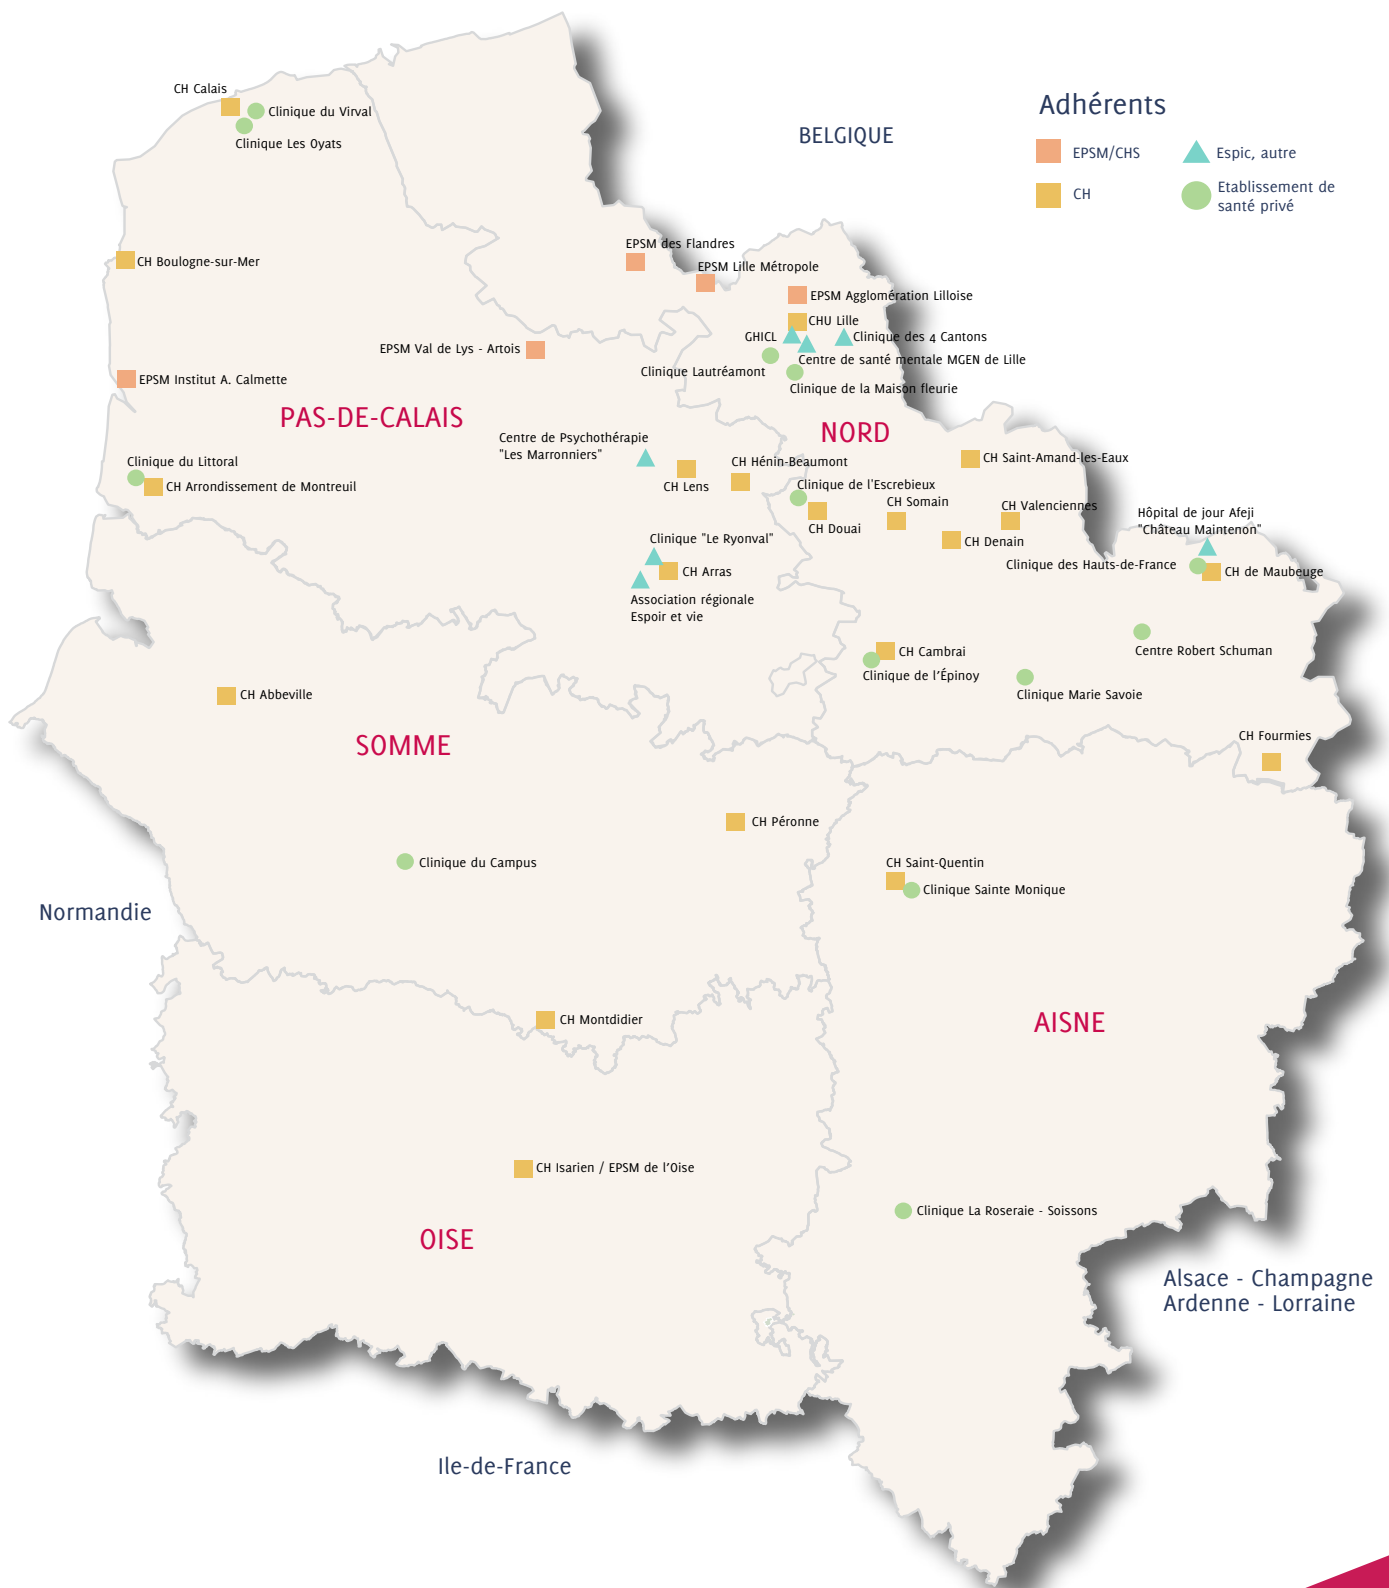 Adhérents
EPSM/CHS
Espic, autre
CH
Etablissement de
santé privé
BELGIQUE
CH Calais
Clinique du Virval
Clinique Les Oyats
EPSM des Flandres
CH Boulogne-sur-Mer
EPSM Lille Métropole
EPSM Agglomération Lilloise
CHU Lille
GHICL
Clinique des 4 Cantons
EPSM Val de Lys - Artois
Centre de santé mentale MGEN de Lille
Clinique Lautréamont
EPSM Institut A. Calmette
Clinique de la Maison fleurie
PAS-DE-CALAIS
NORD
Centre de Psychothérapie
"Les Marronniers"
Clinique du Littoral
CH Hénin-Beaumont
CH Saint-Amand-les-Eaux
CH Arrondissement de Montreuil
CH Lens
Clinique de l'Escrebieux
CH Somain
CH Valenciennes
Hôpital de jour Afeji
"Château Maintenon"
CH Douai
Clinique "Le Ryonval"
CH Denain
Clinique des Hauts-de-France
CH Arras
CH de Maubeuge
Association régionale
Espoir et vie
CH Cambrai
Centre Robert Schuman
Clinique de l'Épinoy
CH Abbeville
Clinique Marie Savoie
SOMME
CH Fourmies
CH Péronne
Clinique du Campus
CH Saint-Quentin
Clinique Sainte Monique
Normandie
CH Montdidier
AISNE
CH Isarien / EPSM de l'Oise
Clinique La Roseraie - Soissons
OISE
Alsace - Champagne
Ardenne - Lorraine
Ile-de-France